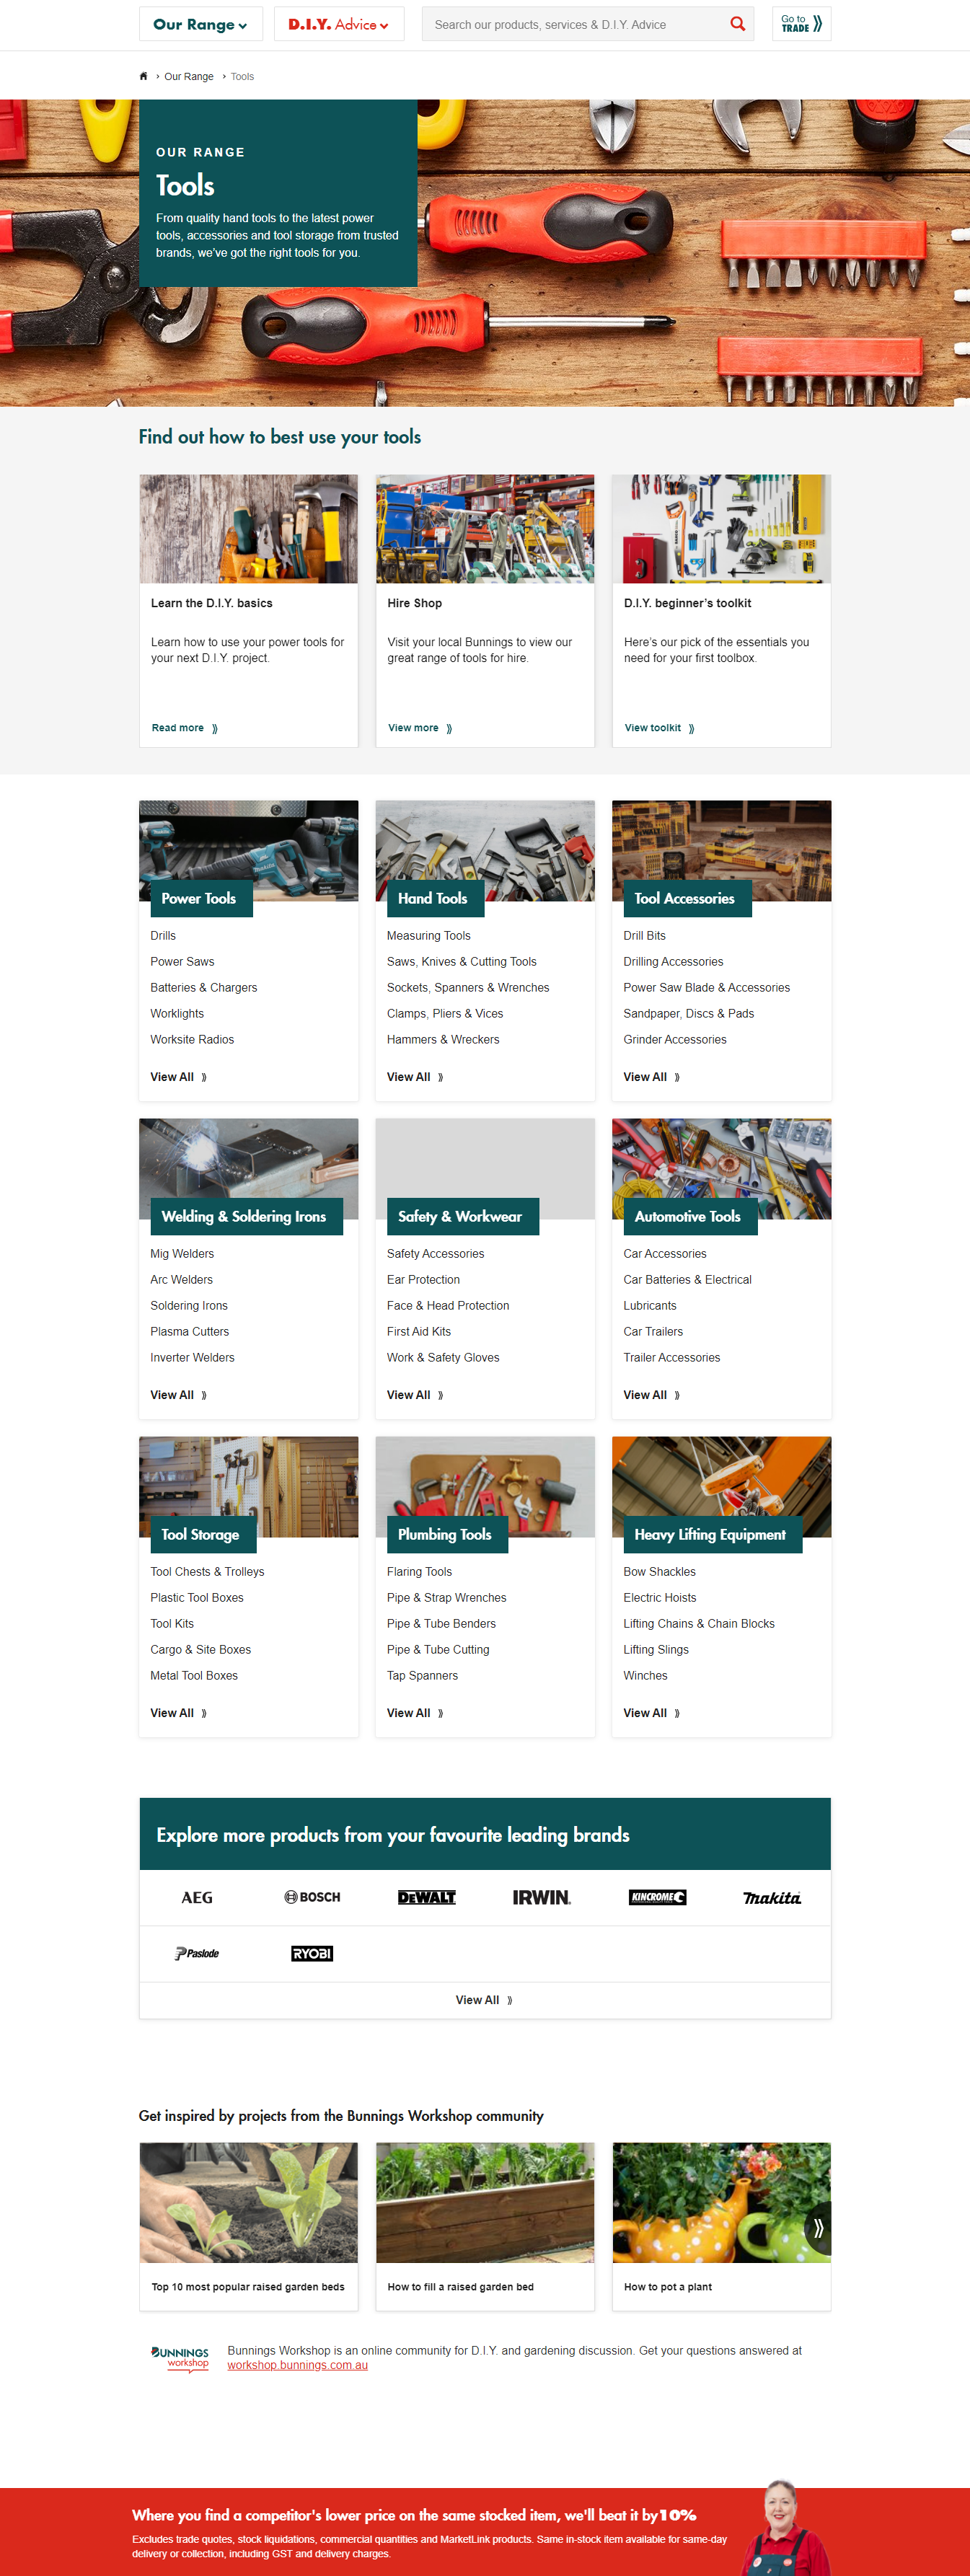 Our Range
D.I.Y. Advice
Search our products, services & D.I.Y. Advice
Go to
TRADE
Our Range
Tools
OUR RANGE
Tools
From quality hand tools to the latest power
tools, accessories and tool storage from trusted
brands, we've got the right tools for you.
Find out how to best use your tools
Learn the D.I.Y. basics
Learn how to use your power tools for
your next D.I.Y. project.
Read more
Hire Shop
Visit your local Bunnings to view our
great range of tools for hire.
View more
D.I.Y. beginner's toolkit
Here's our pick of the essentials you
need for your first toolbox.
View toolkit
Power Tools
Drills
Power Saws
Batteries & Chargers
Worklights
Worksite Radios
View All
Hand Tools
Measuring Tools
Saws, Knives & Cutting Tools
Sockets, Spanners & Wrenches
Clamps, Pliers & Vices
Hammers & Wreckers
View All
DEWALT
Tool Accessories
Drill Bits
Drilling Accessories
Power Saw Blade & Accessories
Sandpaper, Discs & Pads
Grinder Accessories
View All
Welding & Soldering Irons
Mig Welders
Arc Welders
Soldering Irons
Plasma Cutters
Inverter Welders
View All
Safety & Workwear
Safety Accessories
Ear Protection
Face & Head Protection
First Aid Kits
Work & Safety Gloves
View All
Automotive Tools
Car Accessories
Car Batteries & Electrical
Lubricants
Car Trailers
Trailer Accessories
View All
Tool Storage
Tool Chests & Trolleys
Plastic Tool Boxes
Tool Kits
Cargo & Site Boxes
Metal Tool Boxes
View All
Plumbing Tools
Flaring Tools
Pipe & Strap Wrenches
Pipe & Tube Benders
Pipe & Tube Cutting
Tap Spanners
View All
Heavy Lifting Equipment
Bow Shackles
Electric Hoists
Lifting Chains & Chain Blocks
Lifting Slings
Winches
View All
Explore more products from your favourite leading brands
AEG
BOSCH
DEWALT
IRWIN
KINCROME
makita
Paslode
RYOBI
View All
Get inspired by projects from the Bunnings Workshop community
Top 10 most popular raised garden beds
How to fill a raised garden bed
How to pot a plant
BUNNINGS
workshop
Bunnings Workshop is an online community for D.I.Y. and gardening discussion. Get your questions answered at
workshop.bunnings.com.au
Where you find a competitor's lower price on the same stocked item, we'll beat it by 10%
Excludes trade quotes, stock liquidations, commercial quantities and MarketLink products. Same in-stock item available for same-day
delivery or collection, including GST and delivery charges.